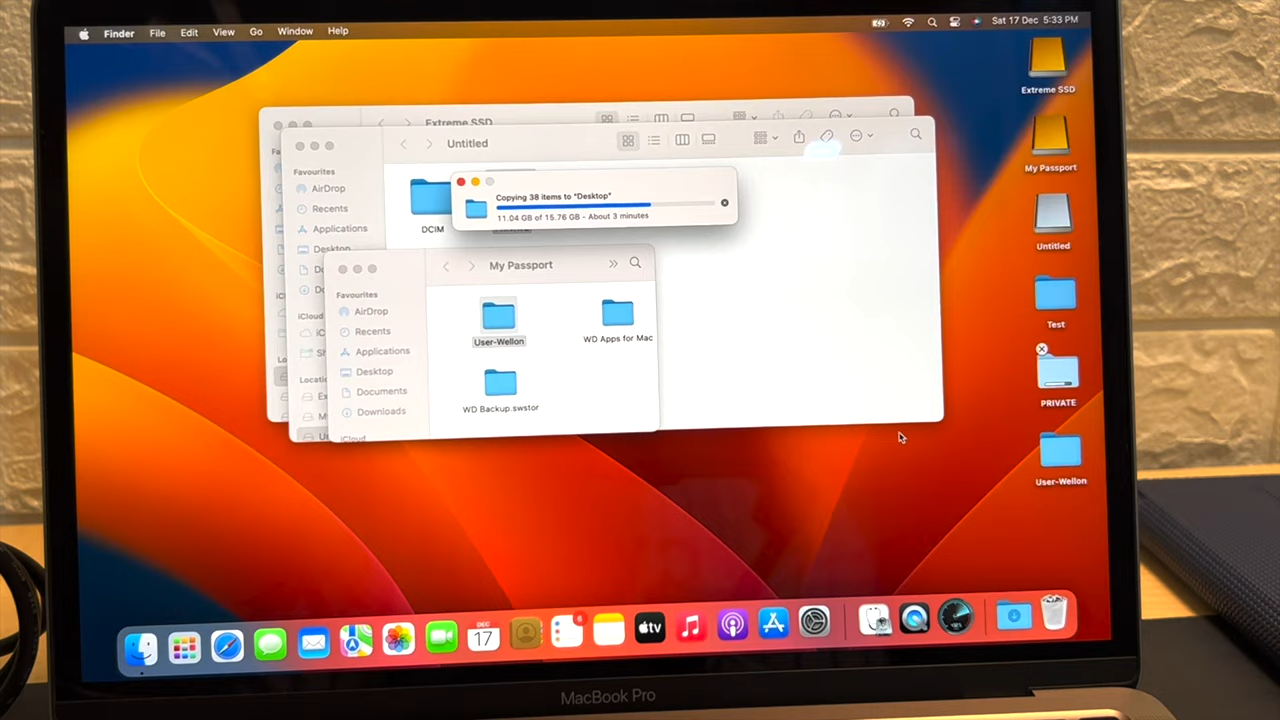 Finder File Edit View Go Window Help
Sat 17 Dec 5:33 PM
Extreme SSD
Untitled
Favourites
AirDrop
Recents
Applications
Desktop
iCloud
Copying 38 items to "Desktop"
11.04 GB of 15.76 GB - About 3 minutes
DCIM
My Passport
Favourites
AirDrop
Recents
Applications
Desktop
Documents
Downloads
iCloud
User-Wellon
WD Apps for Mac
WD Backup.swstor
Extreme SSD
My Passport
Untitled
Test
PRIVATE
User-Wellon
DEC
17
tv
MacBook Pro